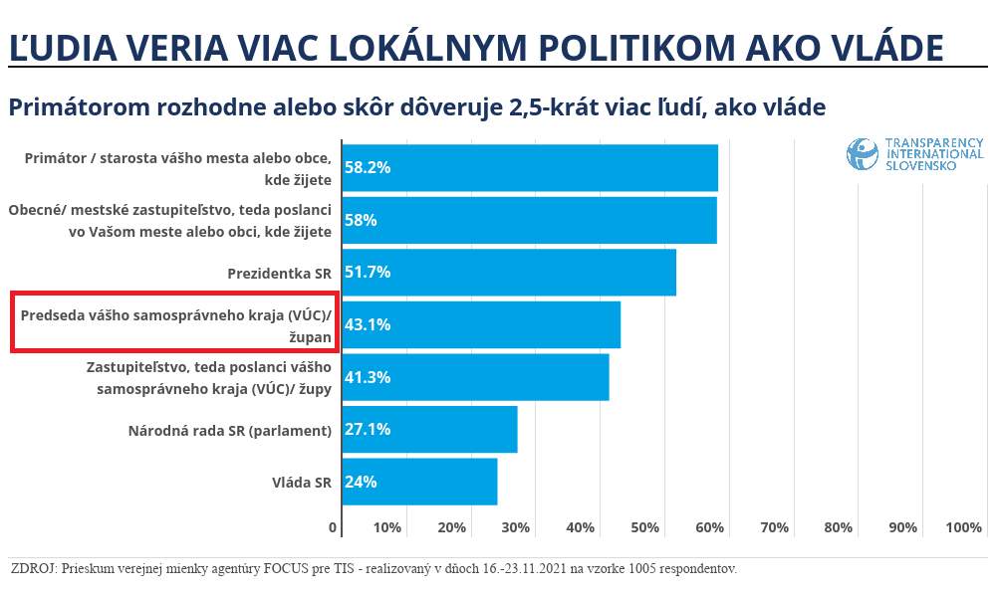 ĽUDIA VERIA VIAC LOKÁLNYM POLITIKOM AKO VLÁDE
Primátorom rozhodne alebo skôr dôveruje 2,5-krát viac ľudí, ako vláde
TRANSPARENCY
INTERNATIONAL
SLOVENSKO
Primátor / starosta vášho mesta alebo obce,
kde žijete
58.2%
Obecné/ mestské zastupiteľstvo, teda poslanci
vo Vašom meste alebo obci, kde žijete
58%
Prezidentka SR
51.7%
Predseda vášho samosprávneho kraja (VÚC)/
župan
43.1%
Zastupiteľstvo, teda poslanci vášho
samosprávneho kraja (VÚC)/ župy
41.3%
Národná rada SR (parlament)
27.1%
Vláda SR
24%
0 10% 20% 30% 40% 50% 60% 70% 80% 90% 100%
ZDROJ: Prieskum verejnej mienky agentúry FOCUS pre TIS - realizovaný v dňoch 16.-23.11.2021 na vzorke 1005 respondentov.